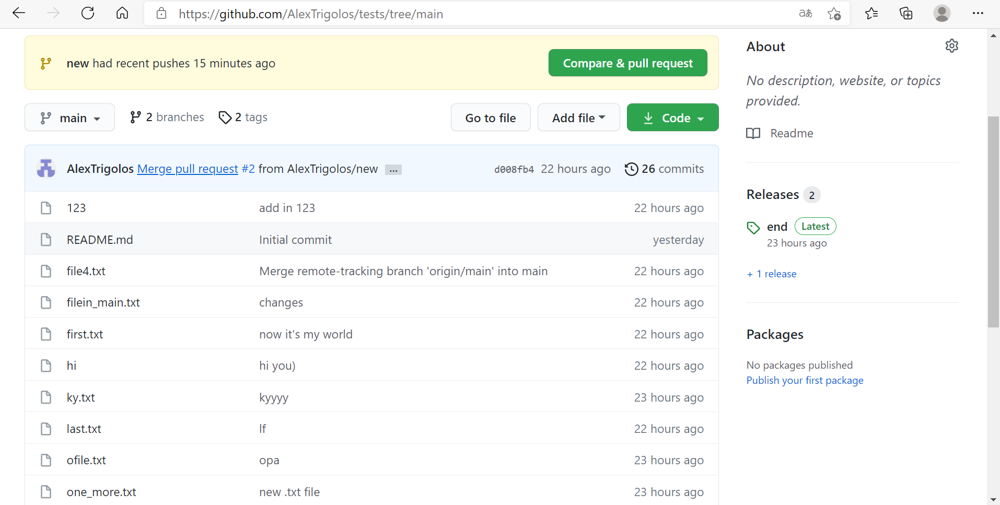 https://github.com/AlexTrigolos/tests/tree/main
new had recent pushes 15 minutes ago
Compare & pull request
main
2 branches
2 tags
Go to file
Add file
Code
AlexTrigolos Merge pull request #2 from AlexTrigolos/new ...
d008fb4 22 hours ago
26 commits
123 add in 123 22 hours ago
README.md Initial commit yesterday
file4.txt Merge remote-tracking branch 'origin/main' into main 22 hours ago
filein_main.txt changes 22 hours ago
first.txt now it's my world 22 hours ago
hi hi you) 22 hours ago
ky.txt kyyyy 23 hours ago
last.txt lf 22 hours ago
ofile.txt opa 23 hours ago
one_more.txt new .txt file 23 hours ago
About
No description, website, or topics
provided.
Readme
Releases 2
end Latest
23 hours ago
+ 1 release
Packages
No packages published
Publish your first package